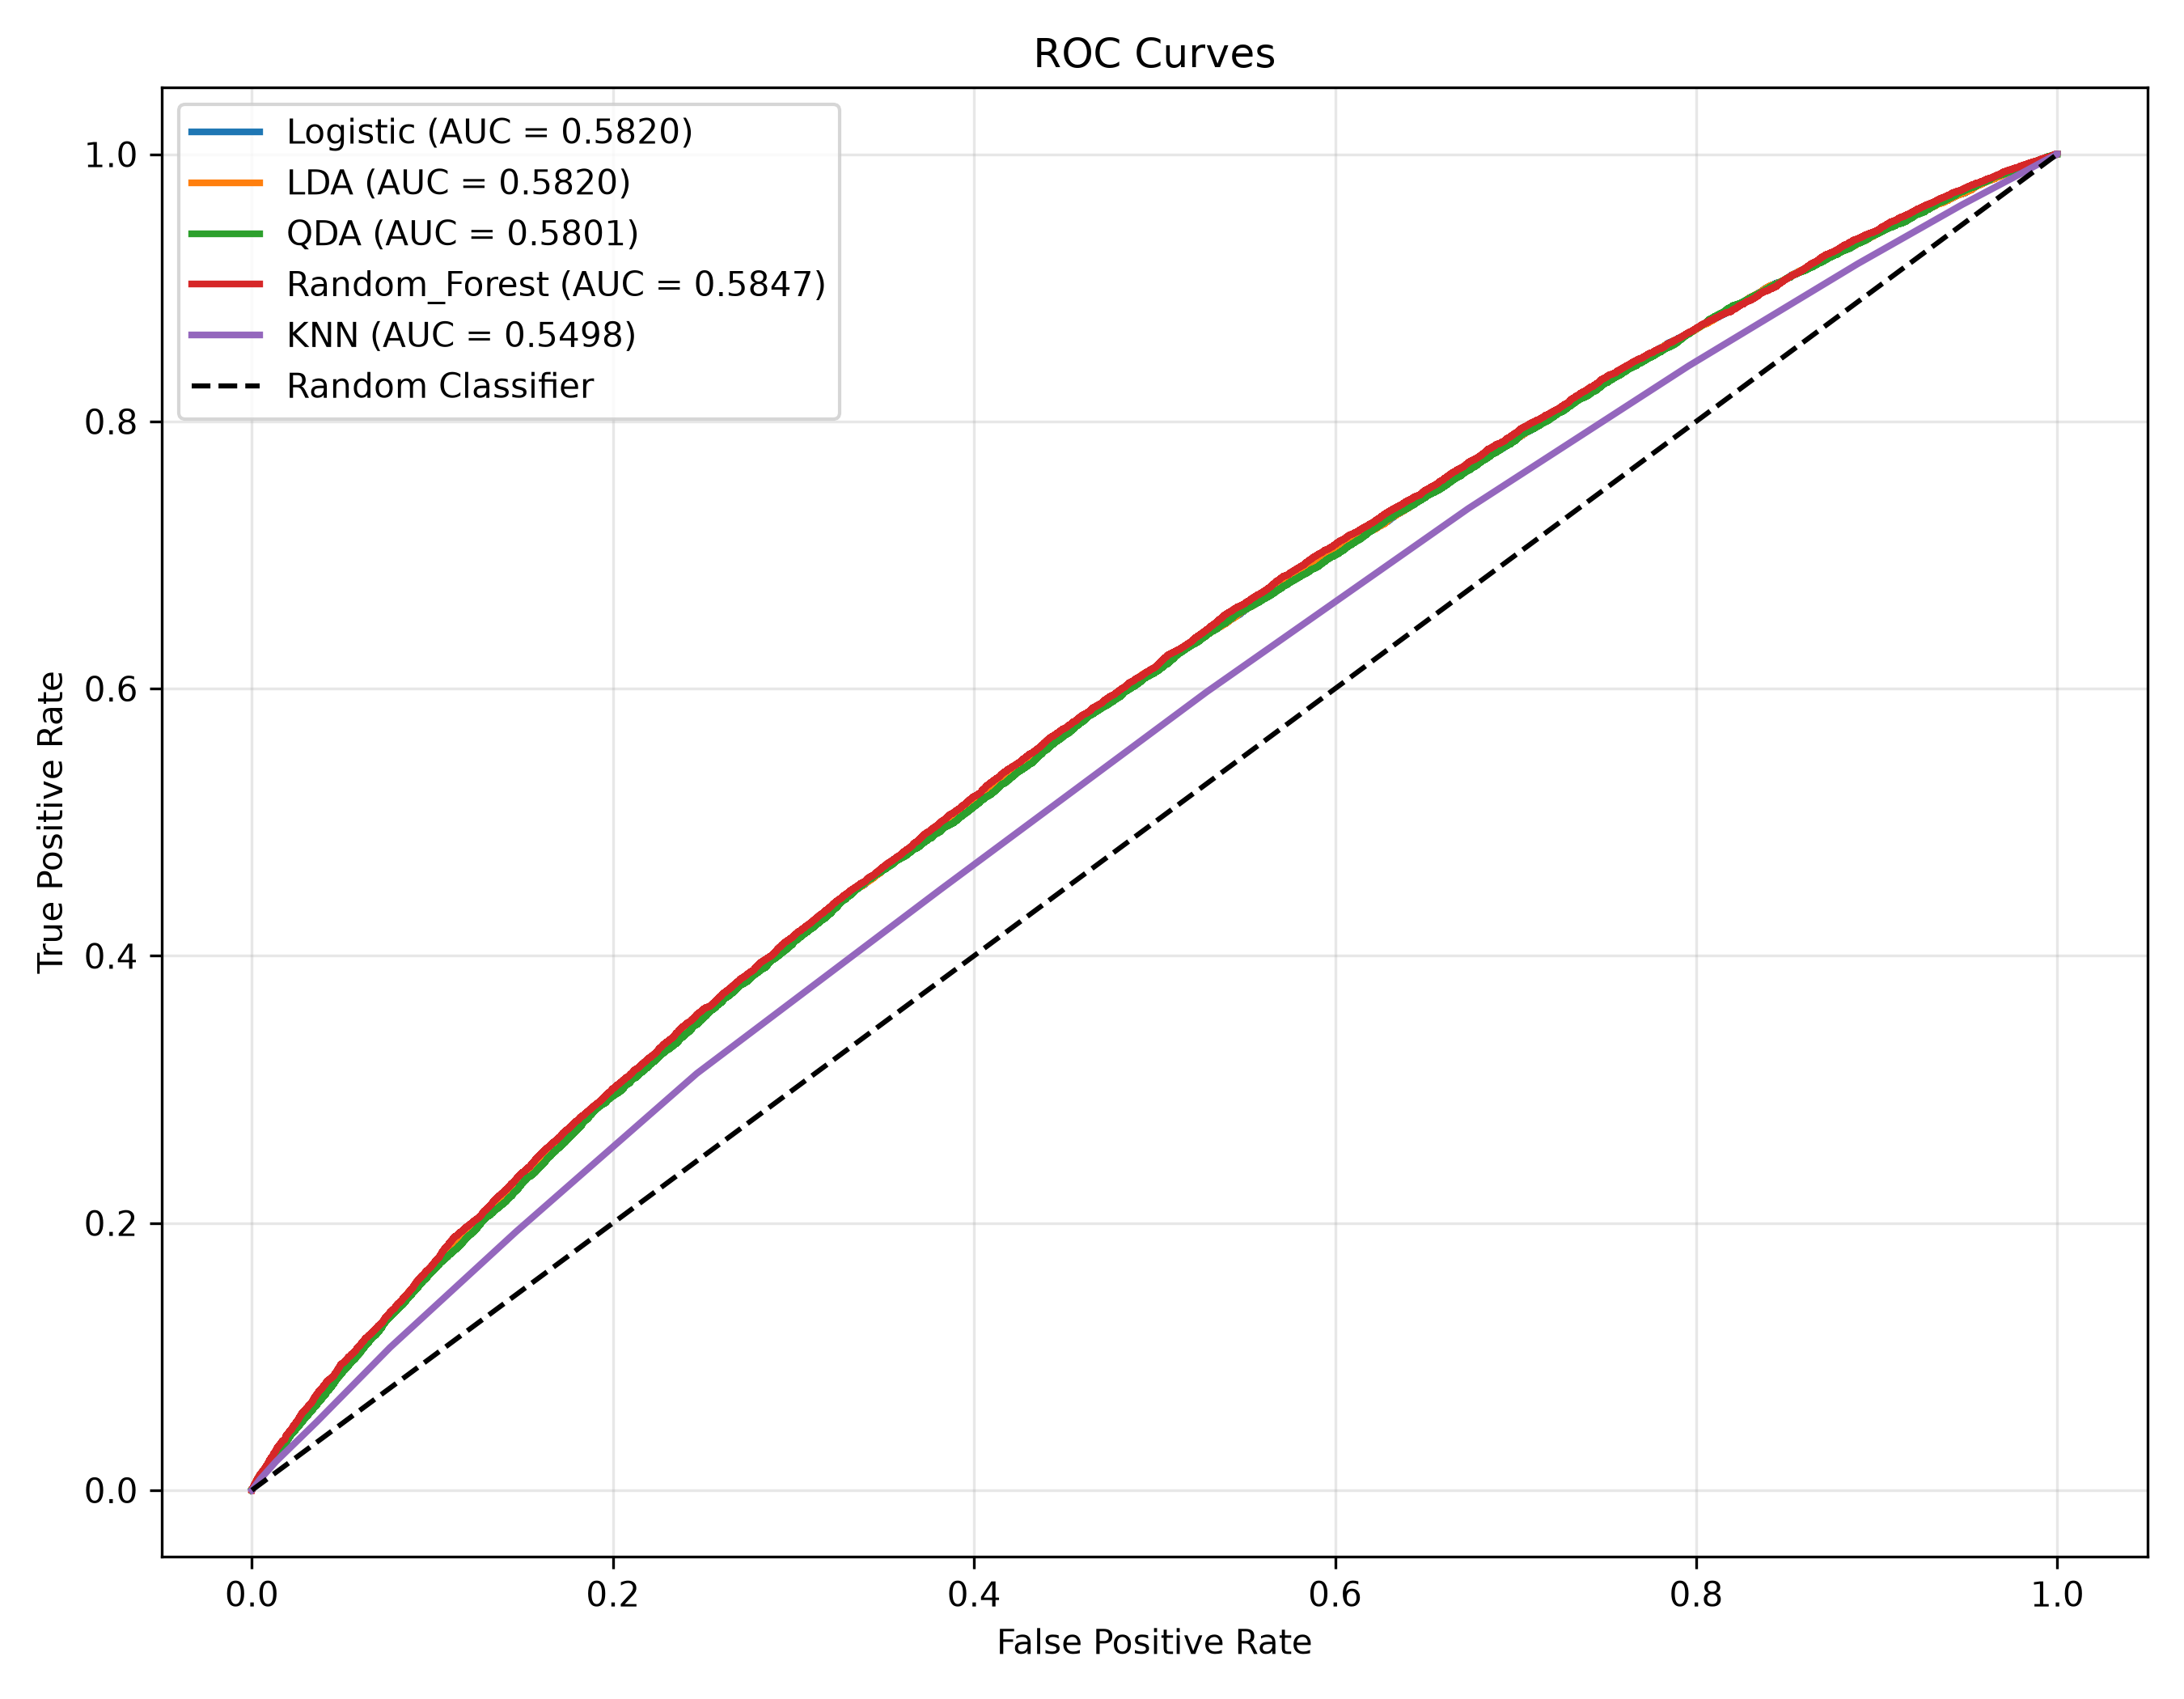 ROC Curves
Logistic (AUC = 0.5820)
LDA (AUC = 0.5820)
QDA (AUC = 0.5801)
Random_Forest (AUC = 0.5847)
KNN (AUC = 0.5498)
Random Classifier
True Positive Rate
1.0
0.8
0.6
0.4
0.2
0.0
0.0 0.2 0.4 0.6 0.8 1.0
False Positive Rate